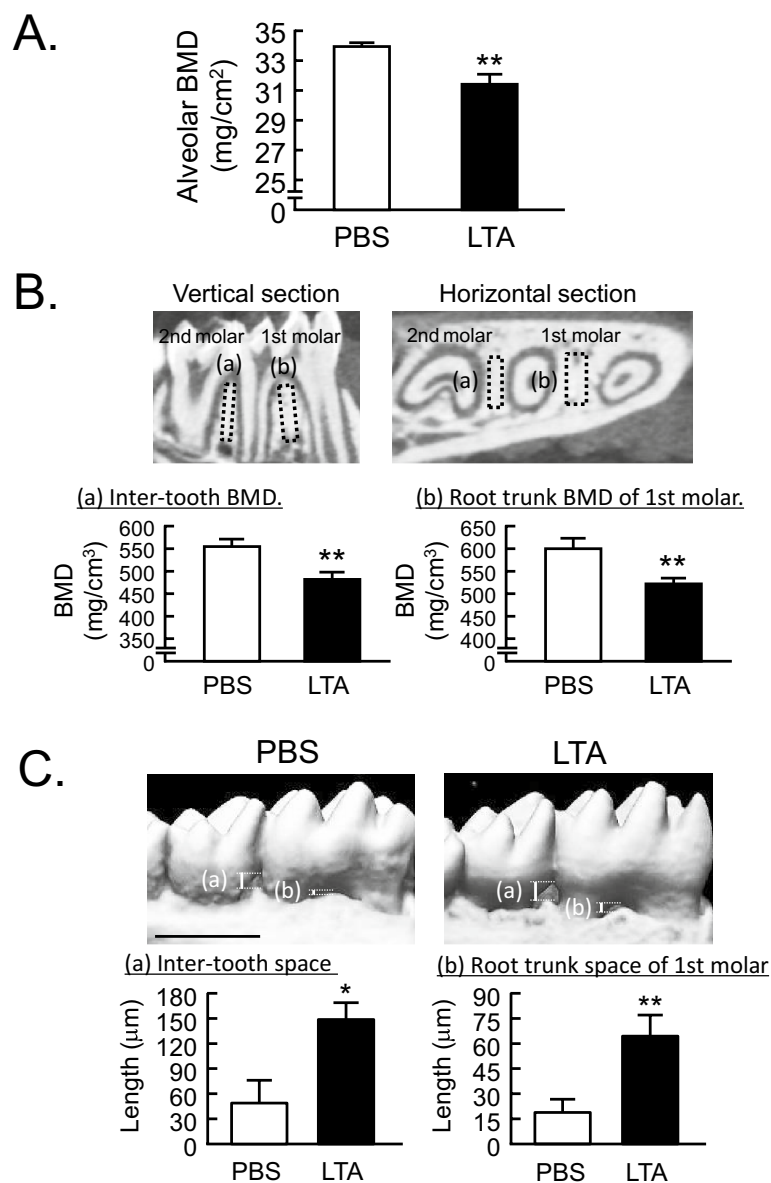 A.
Alveolar BMD
(mg/cm2)
35
33
31
29
27
25
0
**
PBS
LTA
B.
Vertical section
Horizontal section
2nd molar
1st molar
(a)
(b)
2nd molar
1st molar
(a)
(b)
(a) Inter-tooth BMD.
(b) Root trunk BMD of 1st molar.
BMD
(mg/cm3)
600
550
500
450
400
350
0
**
PBS
LTA
BMD
(mg/cm3)
650
600
550
500
450
400
0
**
PBS
LTA
C.
PBS
LTA
(a)
(b)
(a)
(b)
(a) Inter-tooth space
(b) Root trunk space of 1st molar
Length (μm)
180
150
120
90
60
30
0
*
PBS
LTA
Length (μm)
90
75
60
45
30
15
0
**
PBS
LTA